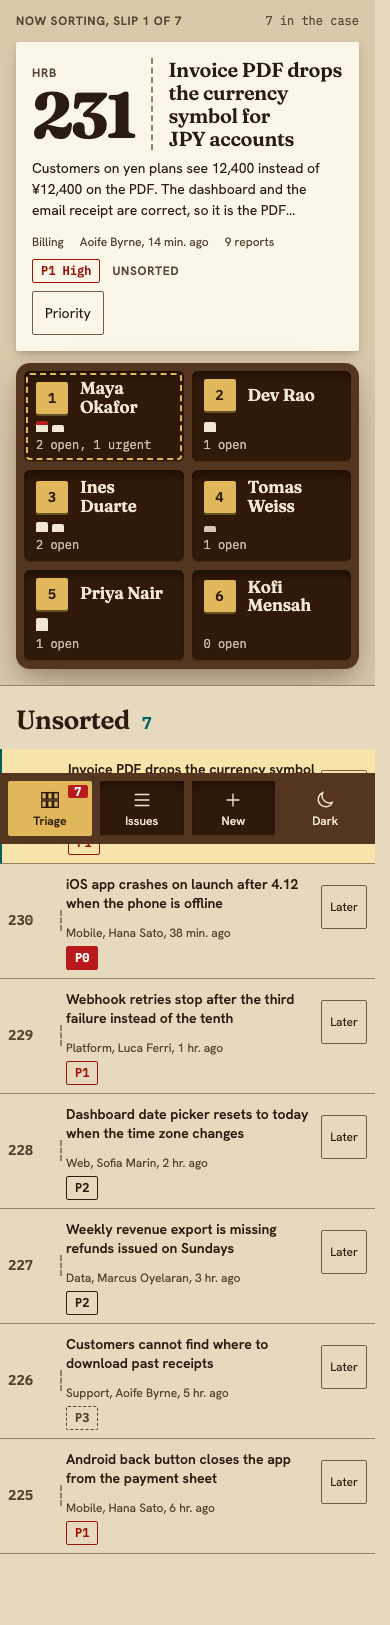 NOW SORTING, SLIP 1 OF 7
7 in the case
HRB
231
Invoice PDF drops
the currency
symbol for
JPY accounts
Customers on yen plans see 12,400 instead of
¥12,400 on the PDF. The dashboard and the
email receipt are correct, so it is the PDF…
Billing Aoife Byrne, 14 min. ago 9 reports
P1 High UNSORTED
Priority
1 Maya
Okafor
2 open, 1 urgent
2 Dev Rao
1 open
3 Ines
Duarte
2 open
4 Tomas
Weiss
1 open
5 Priya Nair
1 open
6 Kofi
Mensah
0 open
Unsorted 7
Invoice PDF drops the currency symbol
7
Triage
Issues
New
Dark
P1
230
iOS app crashes on launch after 4.12
when the phone is offline
Mobile, Hana Sato, 38 min. ago
P0
Later
229
Webhook retries stop after the third
failure instead of the tenth
Platform, Luca Ferri, 1 hr. ago
P1
Later
228
Dashboard date picker resets to today
when the time zone changes
Web, Sofia Marin, 2 hr. ago
P2
Later
227
Weekly revenue export is missing
refunds issued on Sundays
Data, Marcus Oyelaran, 3 hr. ago
P2
Later
226
Customers cannot find where to
download past receipts
Support, Aoife Byrne, 5 hr. ago
P3
Later
225
Android back button closes the app
from the payment sheet
Mobile, Hana Sato, 6 hr. ago
P1
Later